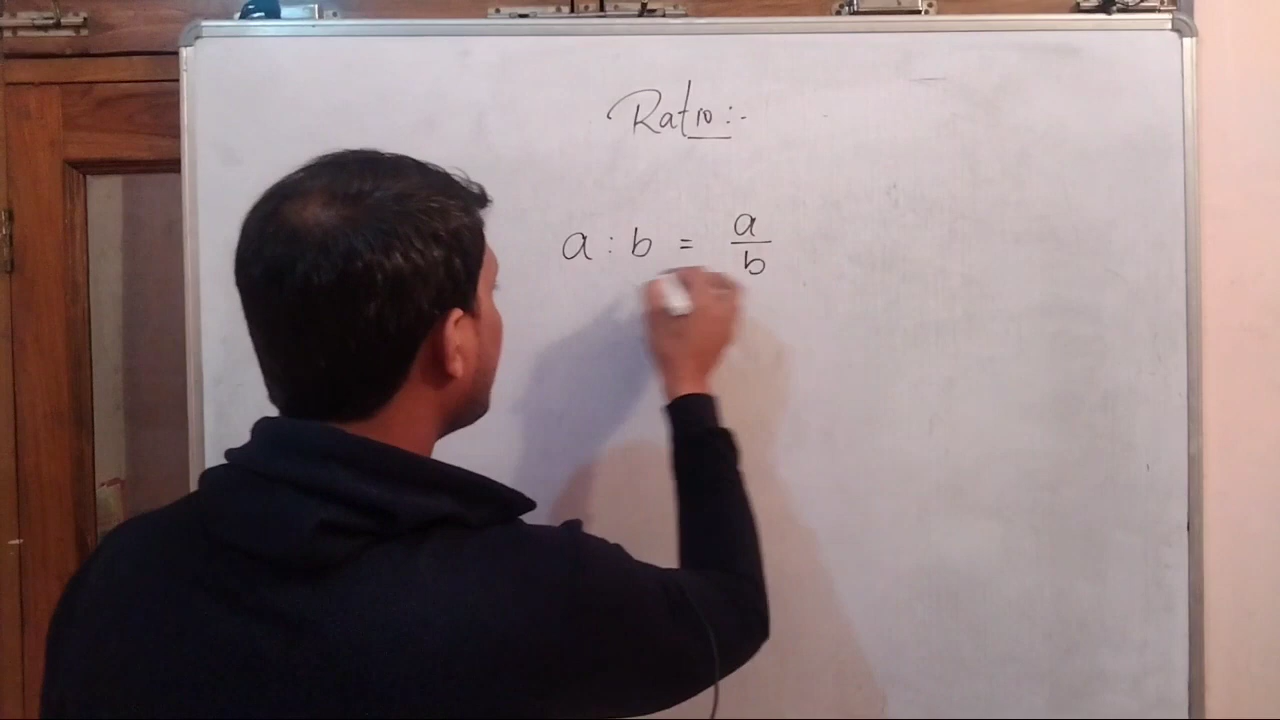 Ratio:-
a : b = a/b